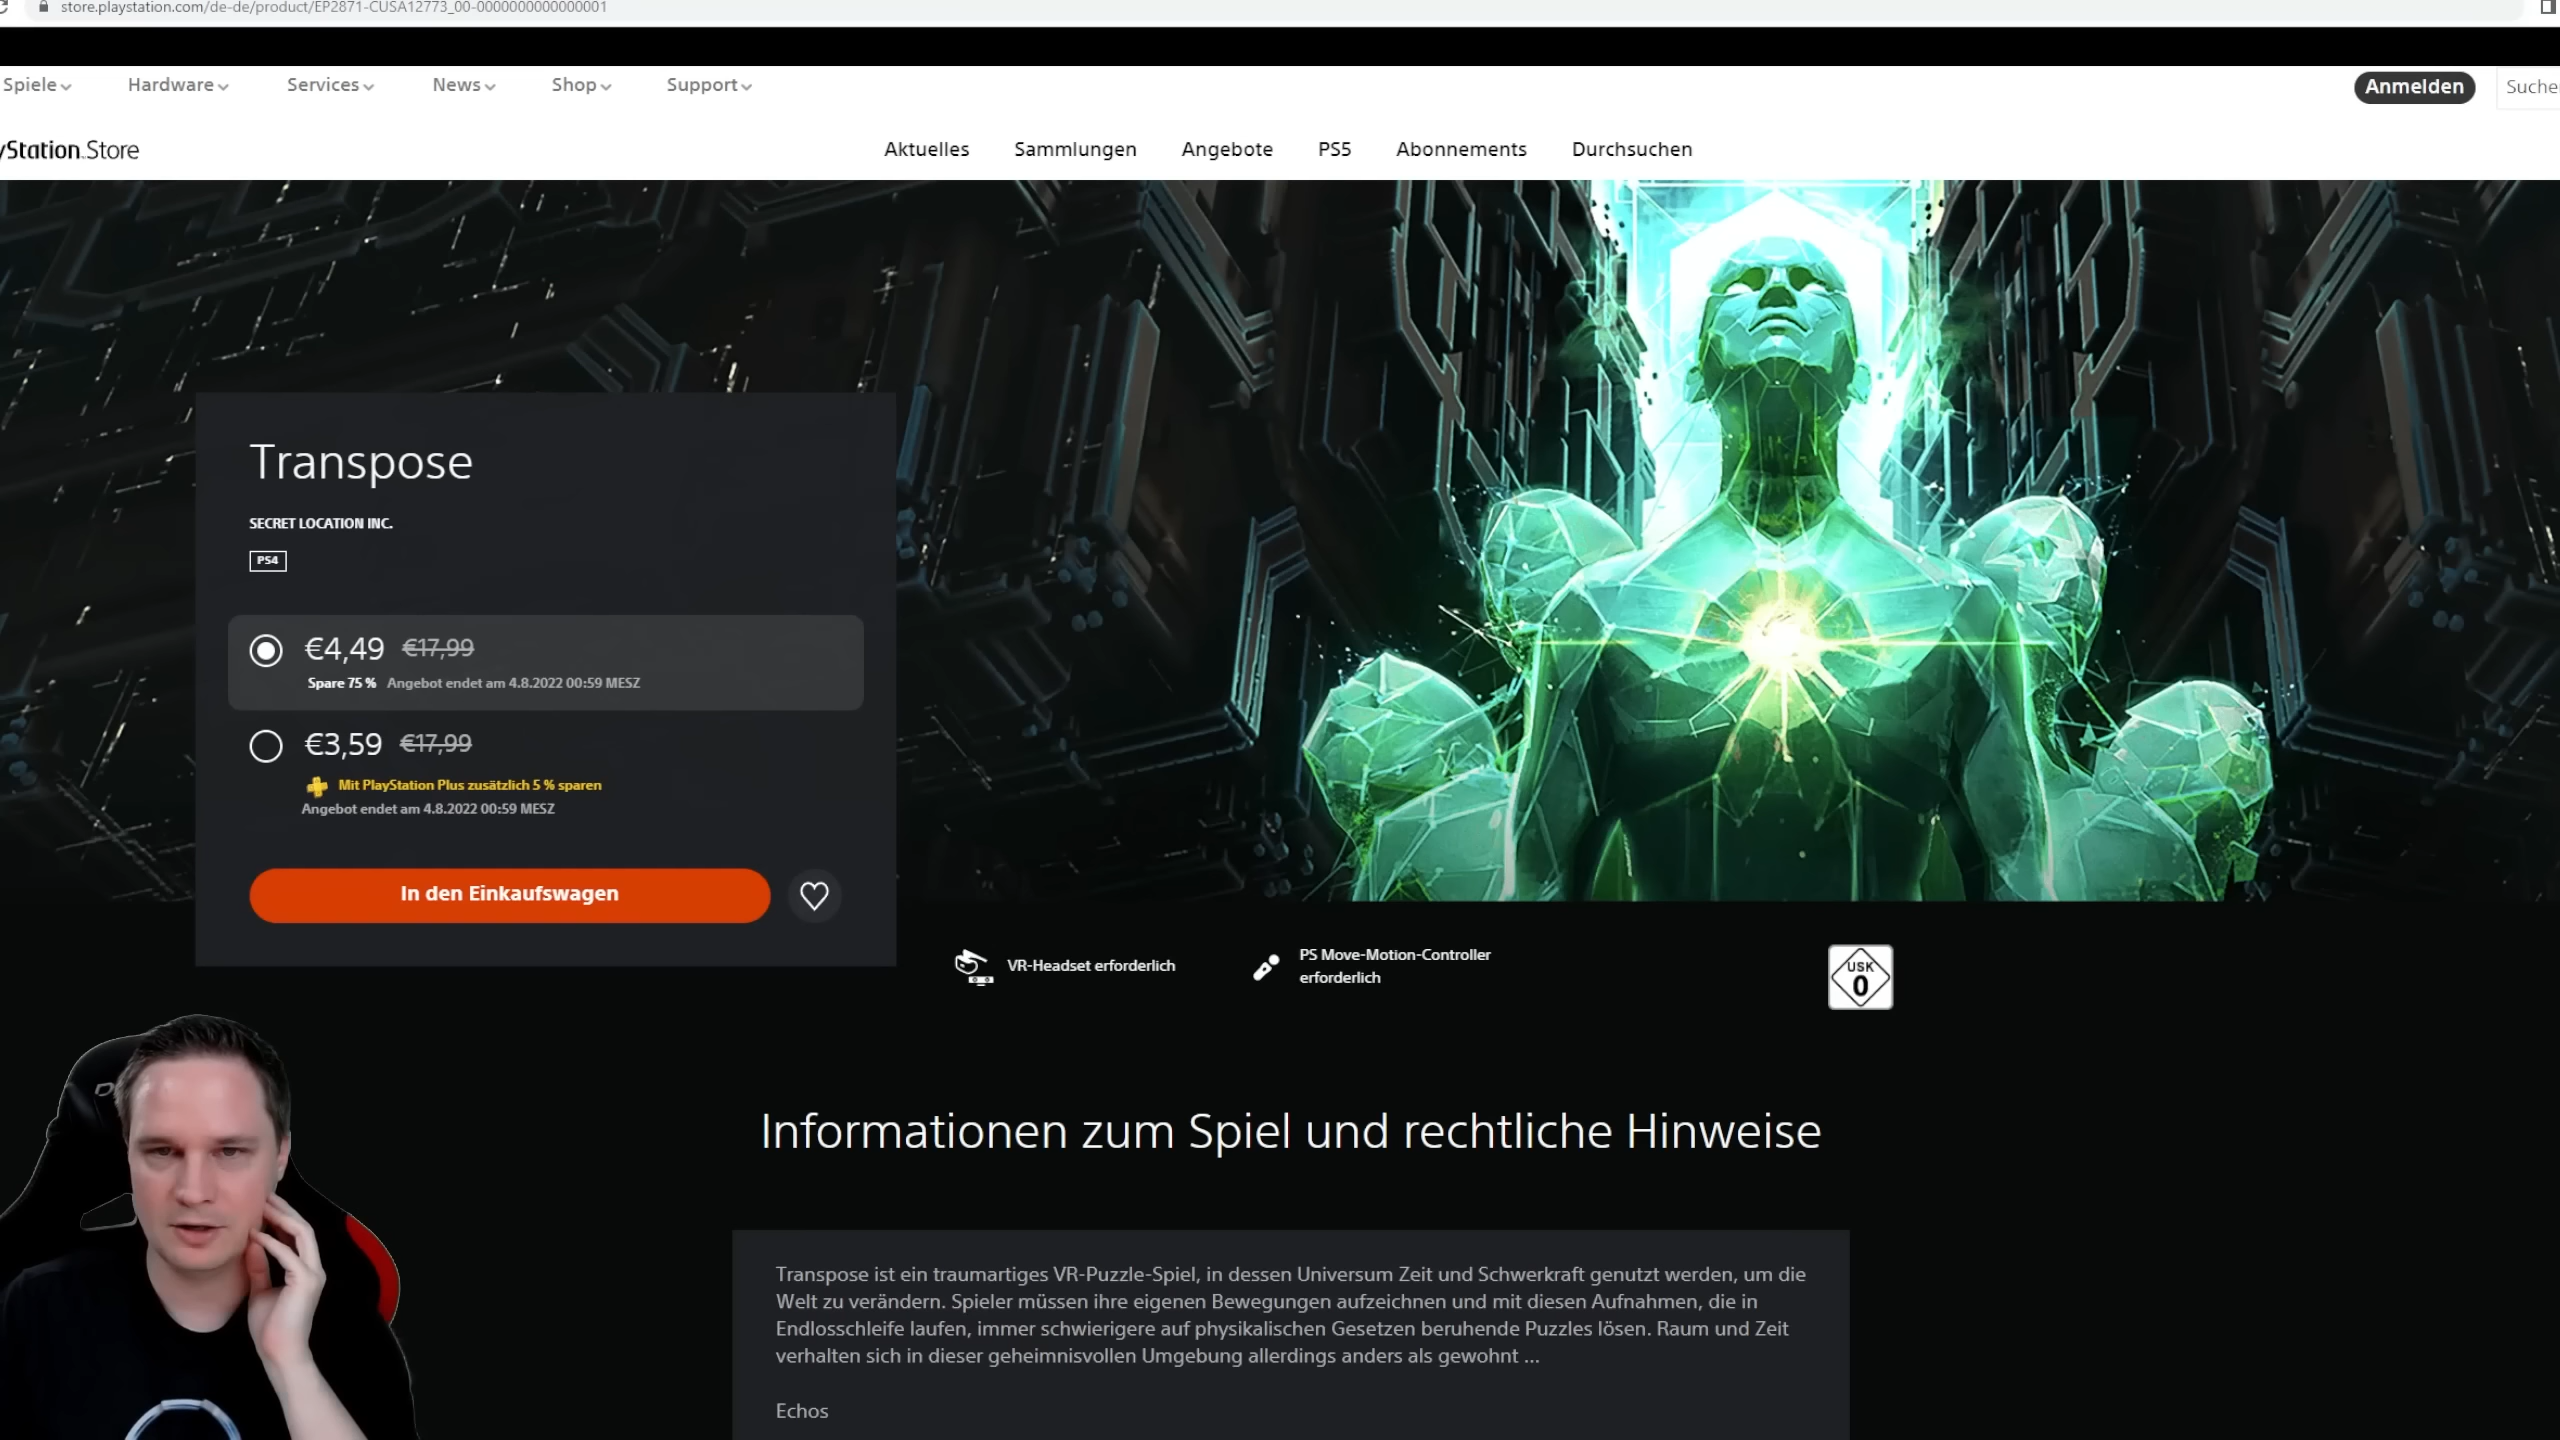 store.playstation.com/de-de/product/EP2871-CUSA12773_00-0000000000000001
Spiele Hardware Services News Shop Support Anmelden Suche
yStation Store Aktuelles Sammlungen Angebote PS5 Abonnements Durchsuchen
Transpose
SECRET LOCATION INC.
PS4
€4,49 €17,99
Spare 75 % Angebot endet am 4.8.2022 00:59 MESZ
€3,59 €17,99
Mit PlayStation Plus zusätzlich 5 % sparen
Angebot endet am 4.8.2022 00:59 MESZ
In den Einkaufswagen
VR-Headset erforderlich
PS Move-Motion-Controller
erforderlich
USK
0
Informationen zum Spiel und rechtliche Hinweise
Transpose ist ein traumartiges VR-Puzzle-Spiel, in dessen Universum Zeit und Schwerkraft genutzt werden, um die
Welt zu verändern. Spieler müssen ihre eigenen Bewegungen aufzeichnen und mit diesen Aufnahmen, die in
Endlosschleife laufen, immer schwierigere auf physikalischen Gesetzen beruhende Puzzles lösen. Raum und Zeit
verhalten sich in dieser geheimnisvollen Umgebung allerdings anders als gewohnt ...
Echos